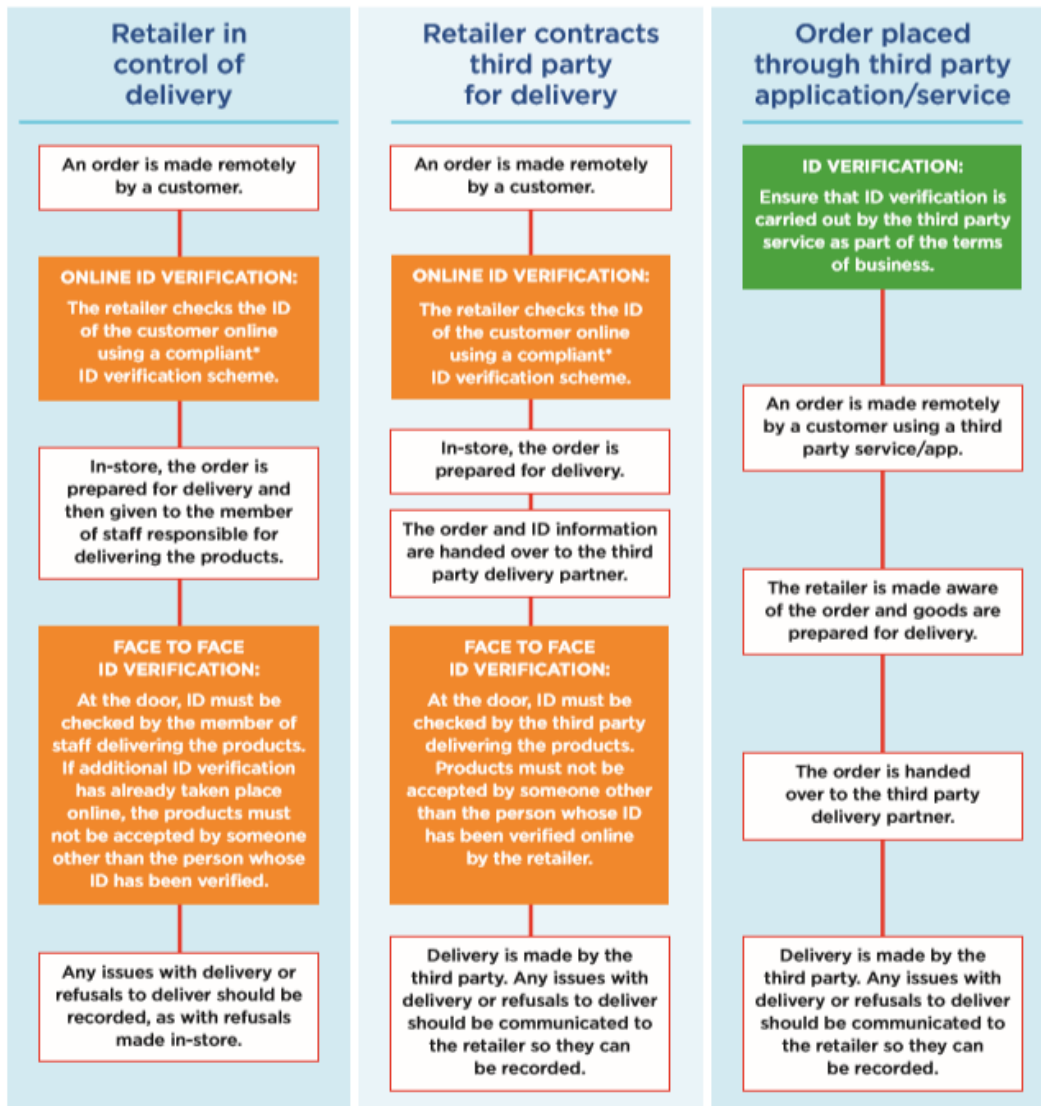 Retailer in
control of
delivery
An order is made remotely
by a customer.
ONLINE ID VERIFICATION:
The retailer checks the ID
of the customer online
using a compliant*
ID verification scheme.
In-store, the order is
prepared for delivery and
then given to the member
of staff responsible for
delivering the products.
FACE TO FACE
ID VERIFICATION:
At the door, ID must be
checked by the member of
staff delivering the products.
If additional ID verification
has already taken place
online, the products must
not be accepted by someone
other than the person whose
ID has been verified.
Any issues with delivery or
refusals to deliver should be
recorded, as with refusals
made in-store.
Retailer contracts
third party
for delivery
An order is made remotely
by a customer.
ONLINE ID VERIFICATION:
The retailer checks the ID
of the customer online
using a compliant*
ID verification scheme.
In-store, the order is
prepared for delivery.
The order and ID information
are handed over to the third
party delivery partner.
FACE TO FACE
ID VERIFICATION:
At the door, ID must be
checked by the third party
delivering the products.
Products must not be
accepted by someone other
than the person whose ID
has been verified online
by the retailer.
Delivery is made by the
third party. Any issues with
delivery or refusals to deliver
should be communicated to
the retailer so they can
be recorded.
Order placed
through third party
application/service
ID VERIFICATION:
Ensure that ID verification is
carried out by the third party
service as part of the terms
of business.
An order is made remotely
by a customer using a third
party service/app.
The retailer is made aware
of the order and goods are
prepared for delivery.
The order is handed
over to the third party
delivery partner.
Delivery is made by the
third party. Any issues with
delivery or refusals to deliver
should be communicated to
the retailer so they can
be recorded.